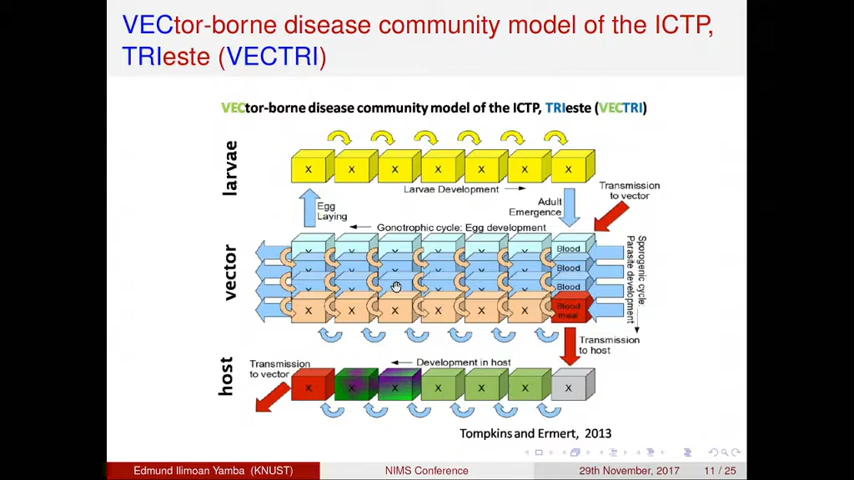 VECtor-borne disease community model of the ICTP,
TRIeste (VECTRI)
VECtor-borne disease community model of the ICTP, TRIeste (VECTRI)
larvae
X X X X X X X
Larvae Development
Transmission
to vector
Egg
Laying
Adult
Emergence
Gonotrophic cycle: Egg development
vector
Blood
Blood
Blood
X X X X X X Blood
meal
Sporogenic cycle:
Parasite development
Transmission
to host
host
Transmission
to vector
Development in host
X X X X X X X
Tompkins and Ermert, 2013
Edmund Ilimoan Yamba (KNUST) NIMS Conference 29th November, 2017 11 / 25